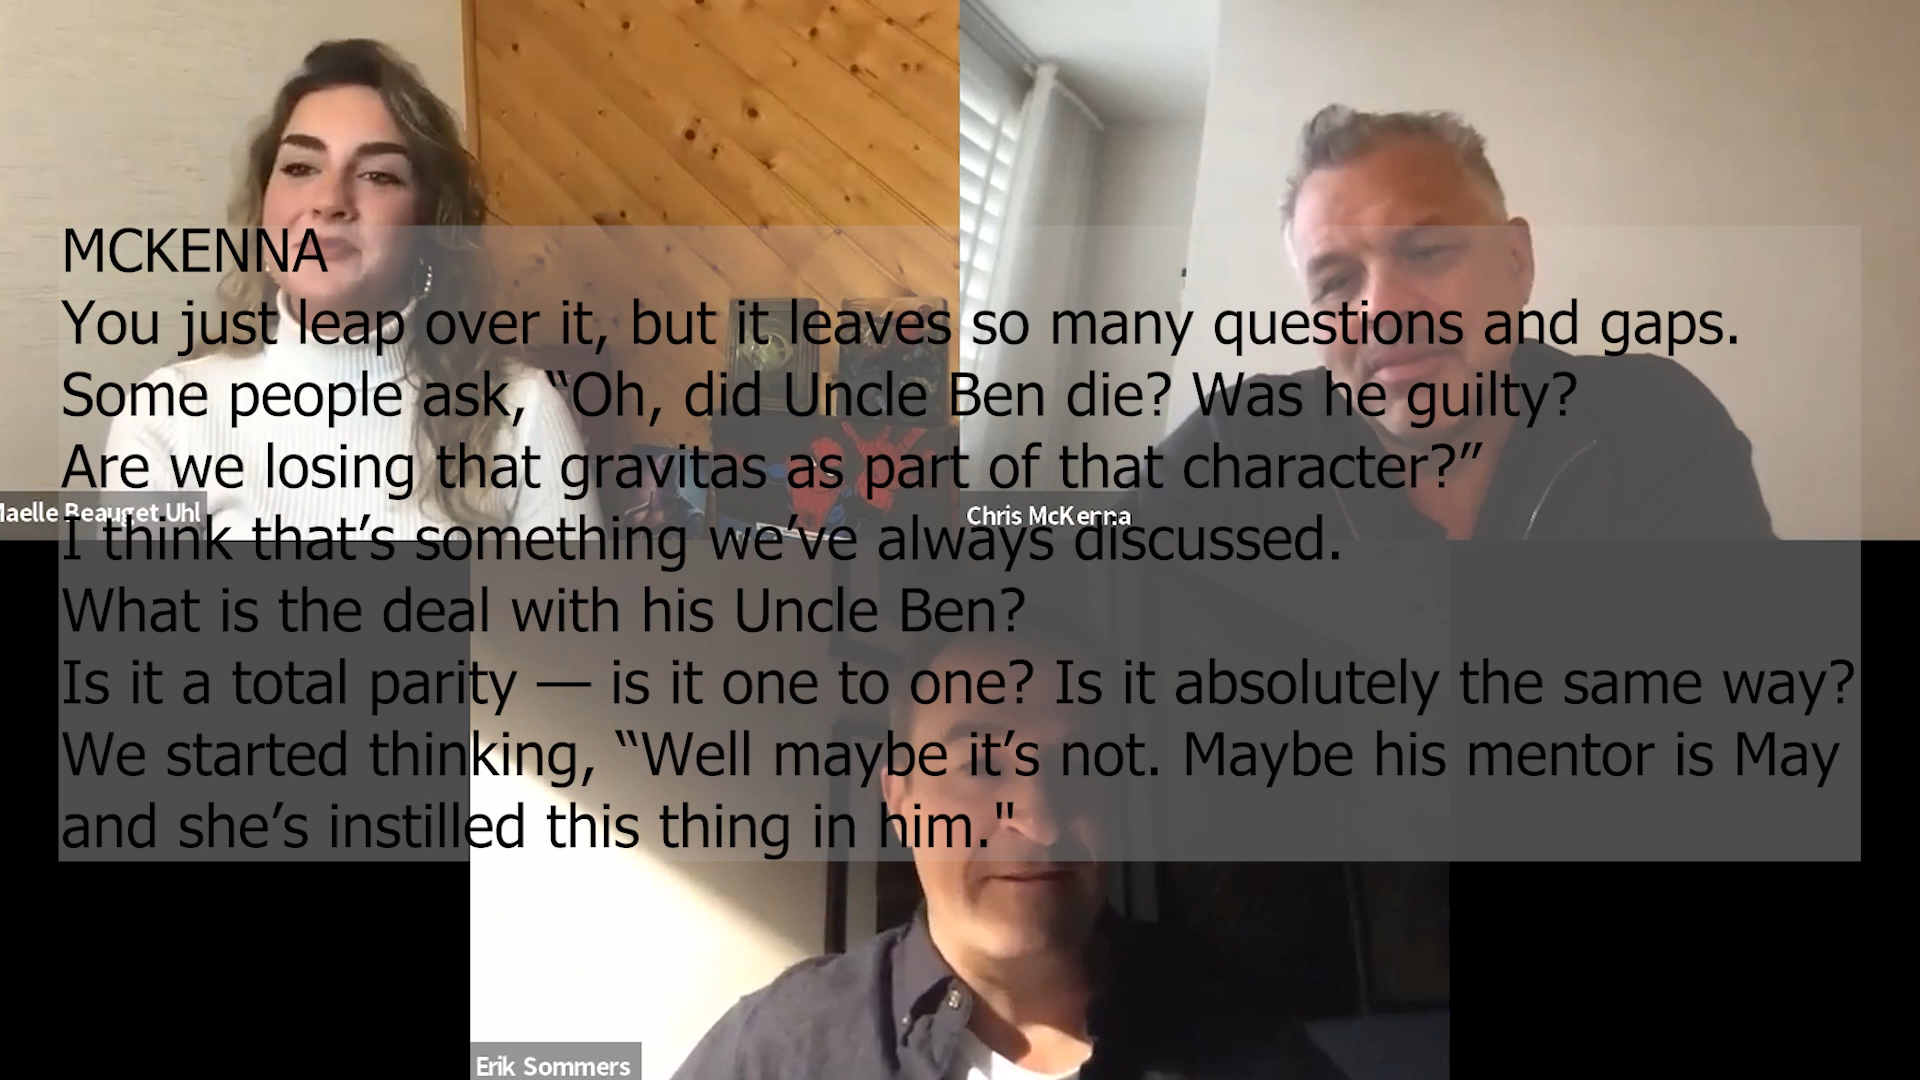 MCKENNA
You just leap over it, but it leaves so many questions and gaps.
Some people ask, “Oh, did Uncle Ben die? Was he guilty?
Are we losing that gravitas as part of that character?”
Maelle Beauget Uhl
Chris McKenna
I think that’s something we’ve always discussed.
What is the deal with his Uncle Ben?
Is it a total parity — is it one to one? Is it absolutely the same way?
We started thinking, “Well maybe it’s not. Maybe his mentor is May
and she’s instilled this thing in him."
Erik Sommers